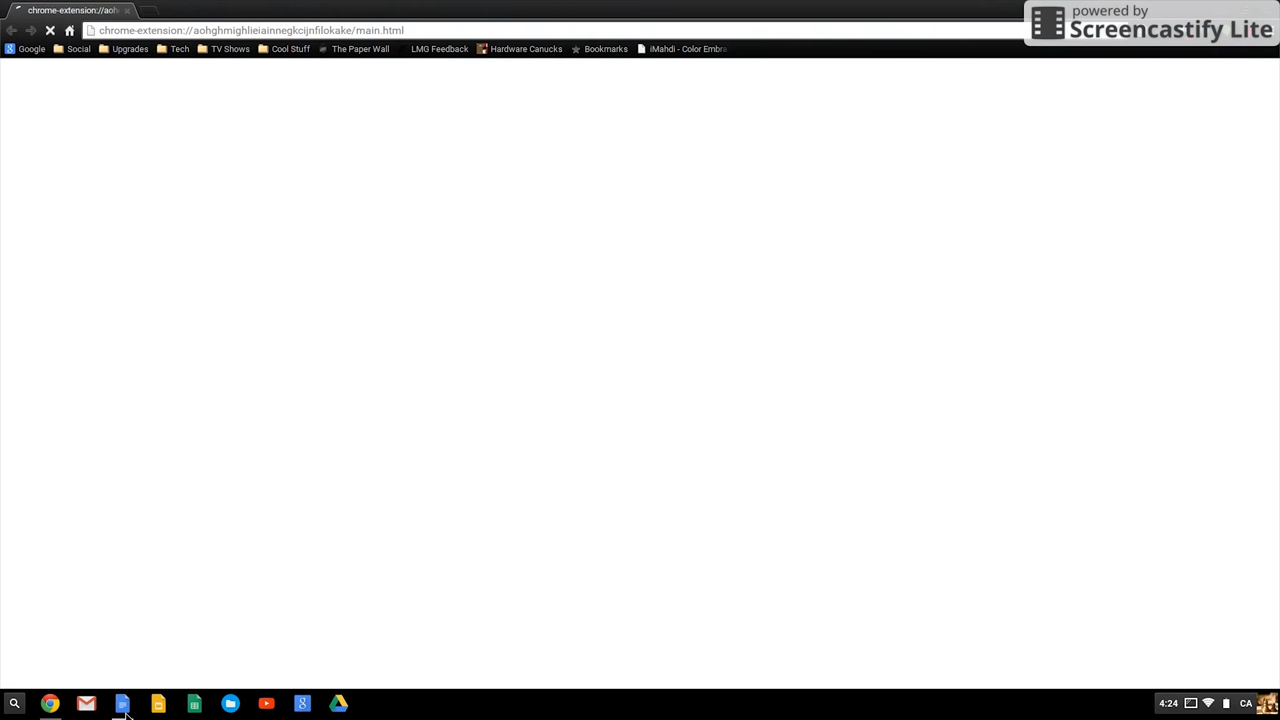 chrome-extension://aoh
powered by
Screencastify Lite
chrome-extension://aohghmighlieiainnegkcijnfilokake/main.html
Google Social Upgrades Tech TV Shows Cool Stuff The Paper Wall LMG Feedback Hardware Canucks Bookmarks iMahdi - Color Embra
4:24 CA